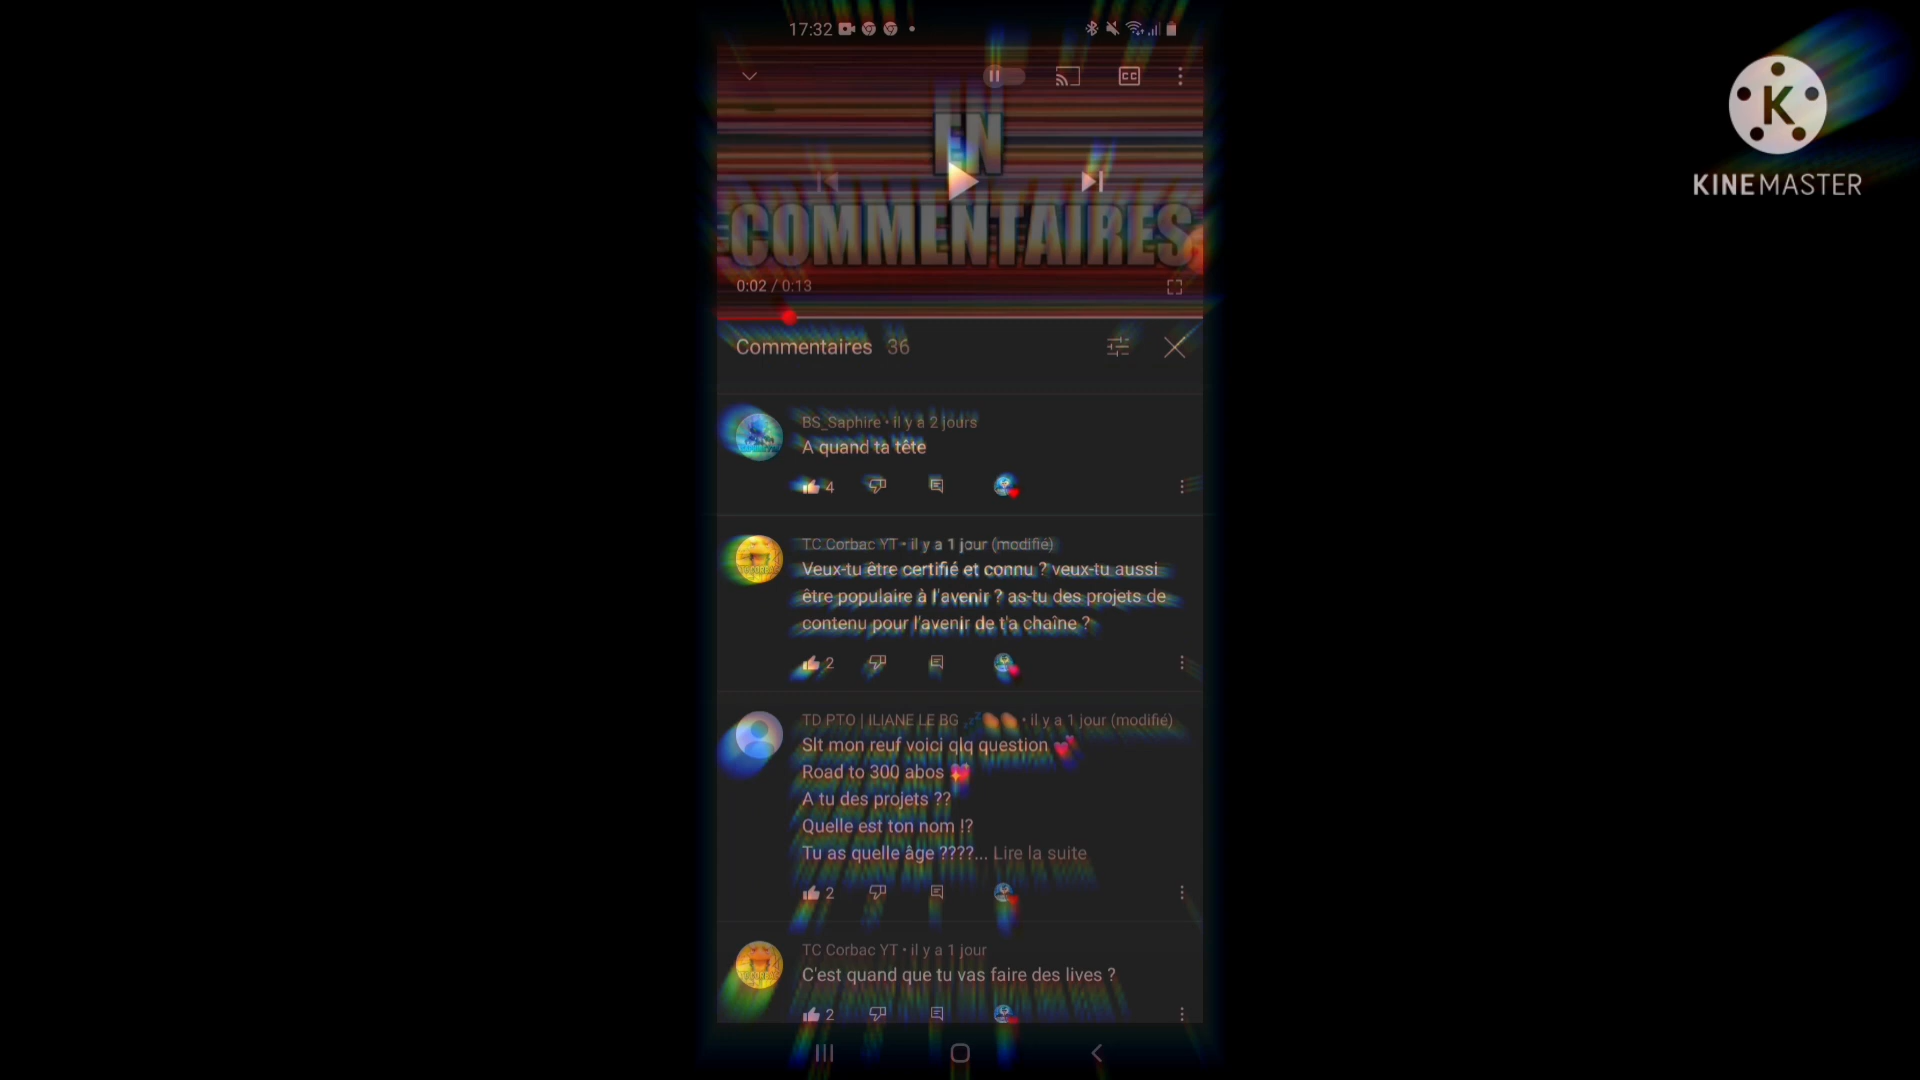 17:32
CC
EN
COMMENTAIRES
0:02 / 0:13
Commentaires 36
BS_Saphire • il y a 2 jours
A quand ta tête
4
TC Corbac YT • il y a 1 jour (modifié)
Veux-tu être certifié et connu ? veux-tu aussi
être populaire à l'avenir ? as-tu des projets de
contenu pour l'avenir de t'a chaîne ?
2
TD PTO | ILIANE LE BG 💤 • il y a 1 jour (modifié)
Slt mon reuf voici qlq question 💕
Road to 300 abos 💖
A tu des projets ??
Quelle est ton nom !?
Tu as quelle âge ????... Lire la suite
2
TC Corbac YT • il y a 1 jour
C'est quand que tu vas faire des lives ?
2
K
KINEMASTER